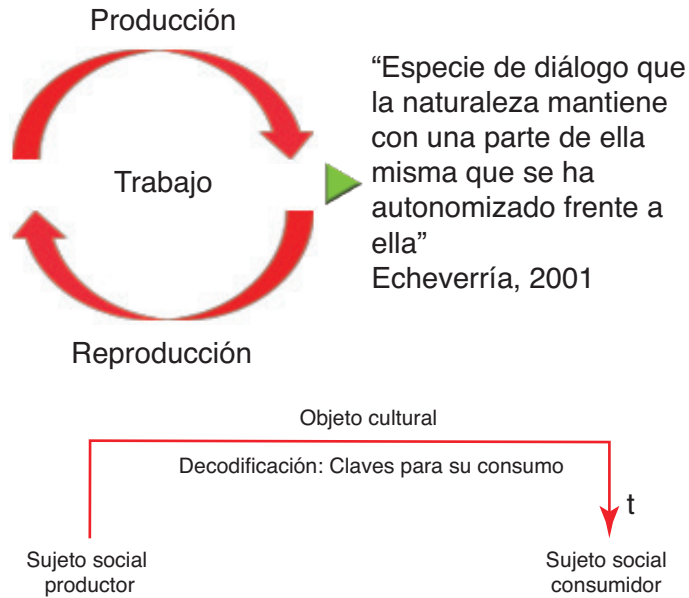 Producción
Trabajo
Reproducción
“Especie de diálogo que
la naturaleza mantiene
con una parte de ella
misma que se ha
autonomizado frente a
ella”
Echeverría, 2001
Objeto cultural
Decodificación: Claves para su consumo
t
Sujeto social
productor
Sujeto social
consumidor